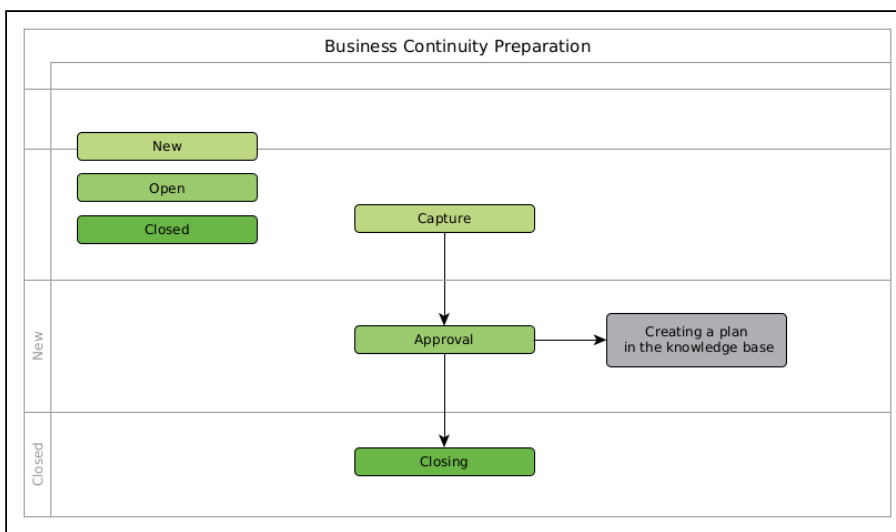 Business Continuity Preparation
New
Open
Closed
Capture
New
Approval
Creating a plan
in the knowledge base
Closed
Closing